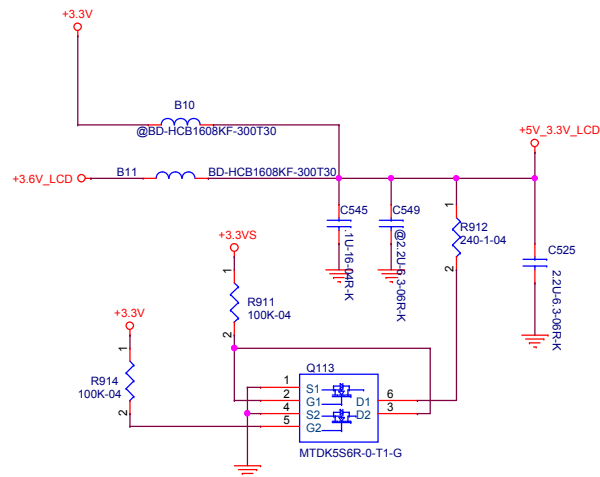 +3.3V
B10
@BD-HCB1608KF-300T30
+5V_3.3V_LCD
+3.6V_LCD
B11
BD-HCB1608KF-300T30
C545
.1U-16-04R-K
C549
@2.2U-6.3-06R-K
1
R912
240-1-04
2
C525
2.2U-6.3-06R-K
+3.3VS
1
R911
100K-04
2
+3.3V
1
R914
100K-04
2
Q113
1 S1
2 G1 D1 6
4 S2 D2 3
5 G2
MTDK5S6R-0-T1-G